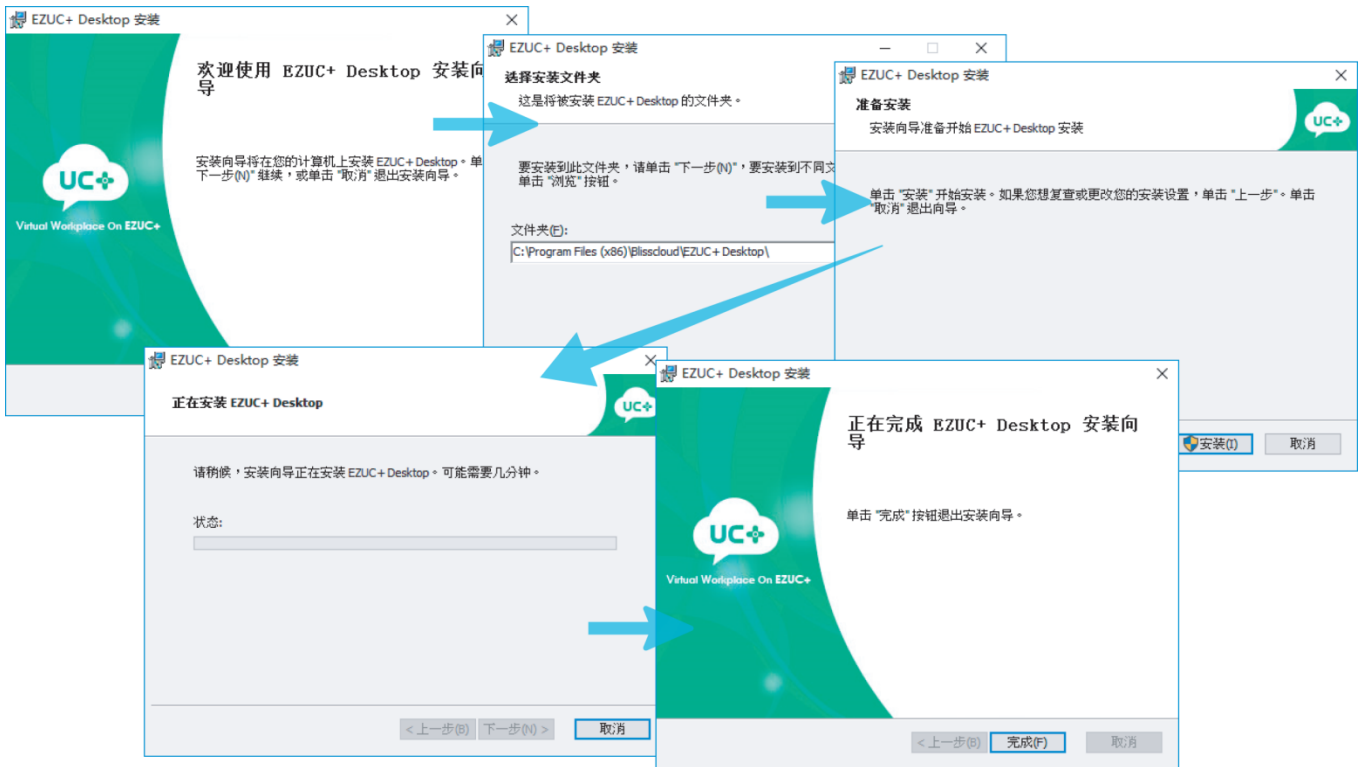 EZUC+ Desktop 安装
欢迎使用 EZUC+ Desktop 安装向
导
安装向导将在您的计算机上安装 EZUC+Desktop。单
下一步(N)" 继续，或单击 "取消" 退出安装向导。
UC+
Virtual Workplace On EZUC+
EZUC+ Desktop 安装
选择安装文件夹
这是将被安装 EZUC+Desktop 的文件夹。
要安装到此文件夹，请单击 "下一步(N)"，要安装到不同文
单击 "浏览" 按钮。
文件夹(F):
C:\Program Files (x86)\Blisscloud\EZUC+Desktop\
EZUC+ Desktop 安装
准备安装
安装向导准备开始 EZUC+Desktop 安装
UC+
单击 "安装" 开始安装。如果您想复查或更改您的安装设置，单击 "上一步"。单击
"取消" 退出向导。
安装(I)
取消
EZUC+ Desktop 安装
正在安装 EZUC+ Desktop
UC+
请稍候，安装向导正在安装 EZUC+Desktop。可能需要几分钟。
状态:
< 上一步(B)
下一步(N) >
取消
EZUC+ Desktop 安装
正在完成 EZUC+ Desktop 安装向
导
单击 "完成" 按钮退出安装向导。
UC+
Virtual Workplace On EZUC+
< 上一步(B)
完成(F)
取消